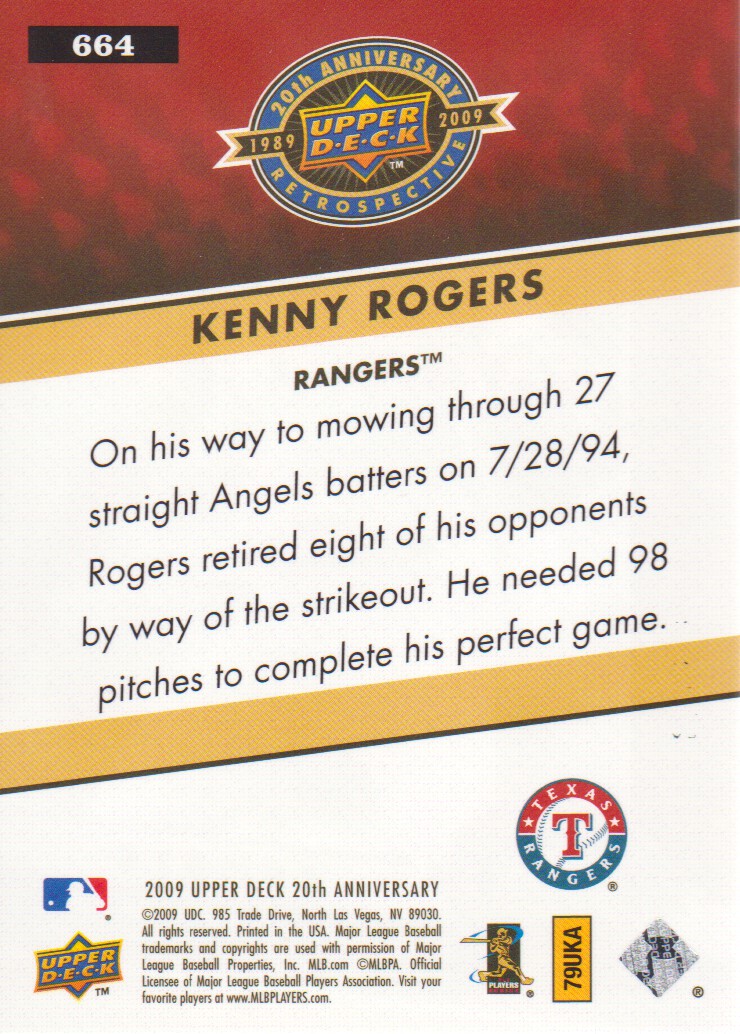 664
20th ANNIVERSARY
1989 UPPER 2009
D·E·C·K™
RETROSPECTIVE
KENNY ROGERS
RANGERS™
On his way to mowing through 27
straight Angels batters on 7/28/94,
Rogers retired eight of his opponents
by way of the strikeout. He needed 98
pitches to complete his perfect game.
TEXAS
T
RANGERS®
2009 UPPER DECK 20th ANNIVERSARY
©2009 UDC. 985 Trade Drive, North Las Vegas, NV 89030.
All rights reserved. Printed in the USA. Major League Baseball
trademarks and copyrights are used with permission of Major
League Baseball Properties, Inc. MLB.com ©MLBPA. Official
Licensee of Major League Baseball Players Association. Visit your
favorite players at www.MLBPLAYERS.com.
®
UPPER
D·E·C·K™
PLAYERS
®
79UKA
®